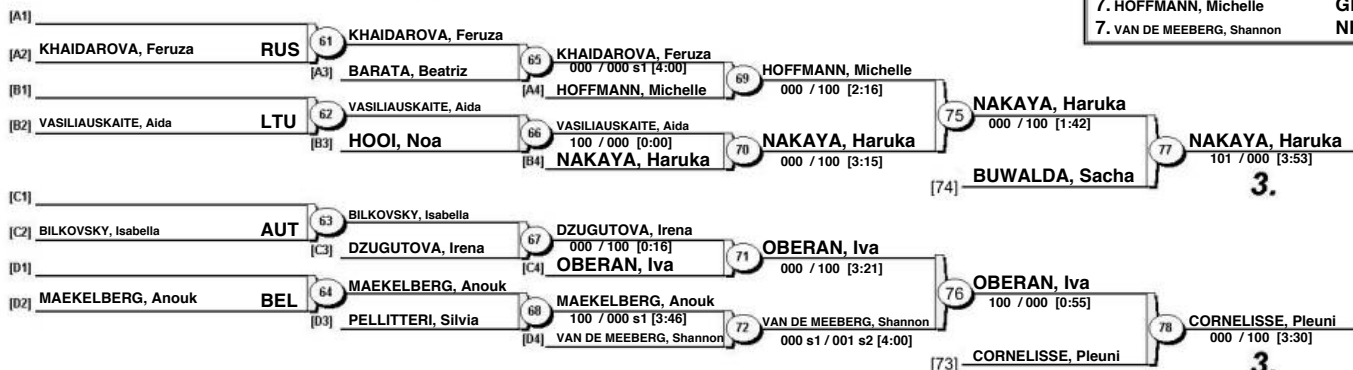 7. HOFFMANN, Michelle
7. VAN DE MEEBERG, Shannon
[A1]
[A2] KHAIDAROVA, Feruza RUS
61
KHAIDAROVA, Feruza
[A3] BARATA, Beatriz
65
KHAIDAROVA, Feruza
000 / 000 s1 [4:00]
[A4] HOFFMANN, Michelle
69
HOFFMANN, Michelle
000 / 100 [2:16]
[B1]
[B2] VASILIAUSKAITE, Aida LTU
62
VASILIAUSKAITE, Aida
[B3] HOOI, Noa
66
VASILIAUSKAITE, Aida
100 / 000 [0:00]
[B4] NAKAYA, Haruka
70
NAKAYA, Haruka
000 / 100 [3:15]
75
NAKAYA, Haruka
000 / 100 [1:42]
[74] BUWALDA, Sacha
77
NAKAYA, Haruka
101 / 000 [3:53]
3.
[C1]
[C2] BILKOVSKY, Isabella AUT
63
BILKOVSKY, Isabella
[C3] DZUGUTOVA, Irena
67
DZUGUTOVA, Irena
000 / 100 [0:16]
[C4] OBERAN, Iva
71
OBERAN, Iva
000 / 100 [3:21]
[D1]
[D2] MAEKELBERG, Anouk BEL
64
MAEKELBERG, Anouk
[D3] PELLITTERI, Silvia
68
MAEKELBERG, Anouk
100 / 000 s1 [3:46]
[D4] VAN DE MEEBERG, Shannon
72
VAN DE MEEBERG, Shannon
000 s1 / 001 s2 [4:00]
76
OBERAN, Iva
100 / 000 [0:55]
[73] CORNELISSE, Pleuni
78
CORNELISSE, Pleuni
000 / 100 [3:30]
3.